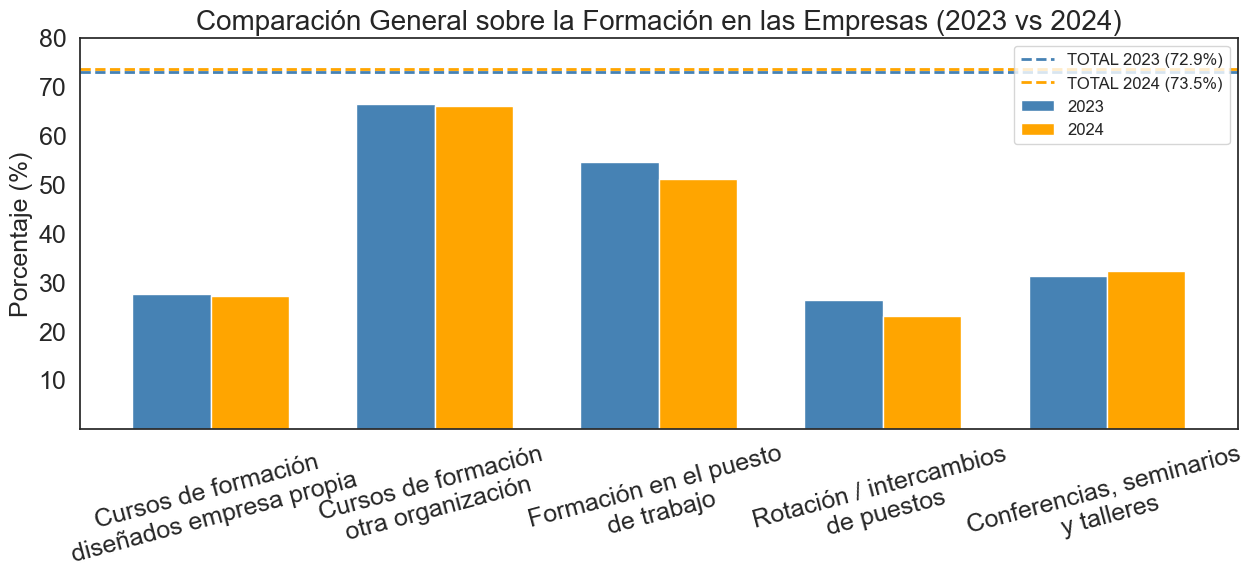 Comparación General sobre la Formación en las Empresas (2023 vs 2024)
Porcentaje (%)
80
70
60
50
40
30
20
10
TOTAL 2023 (72.9%)
TOTAL 2024 (73.5%)
2023
2024
Cursos de formación
diseñados empresa propia
Cursos de formación
otra organización
Formación en el puesto
de trabajo
Rotación / intercambios
de puestos
Conferencias, seminarios
y talleres